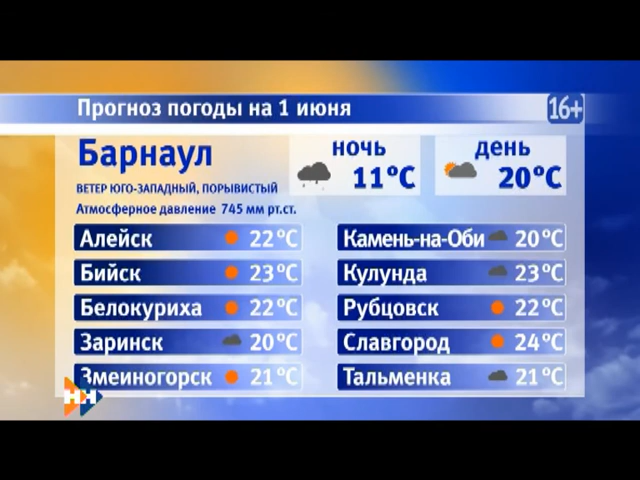 Прогноз погоды на 1 июня 16+
Барнаул
ночь 11°C
день 20°C
ВЕТЕР ЮГО-ЗАПАДНЫЙ, ПОРЫВИСТЫЙ
Атмосферное давление 745 мм рт.ст.
Алейск 22°C
Бийск 23°C
Белокуриха 22°C
Заринск 20°C
Змеиногорск 21°C
Камень-на-Оби 20°C
Кулунда 23°C
Рубцовск 22°C
Славгород 24°C
Тальменка 21°C
НН